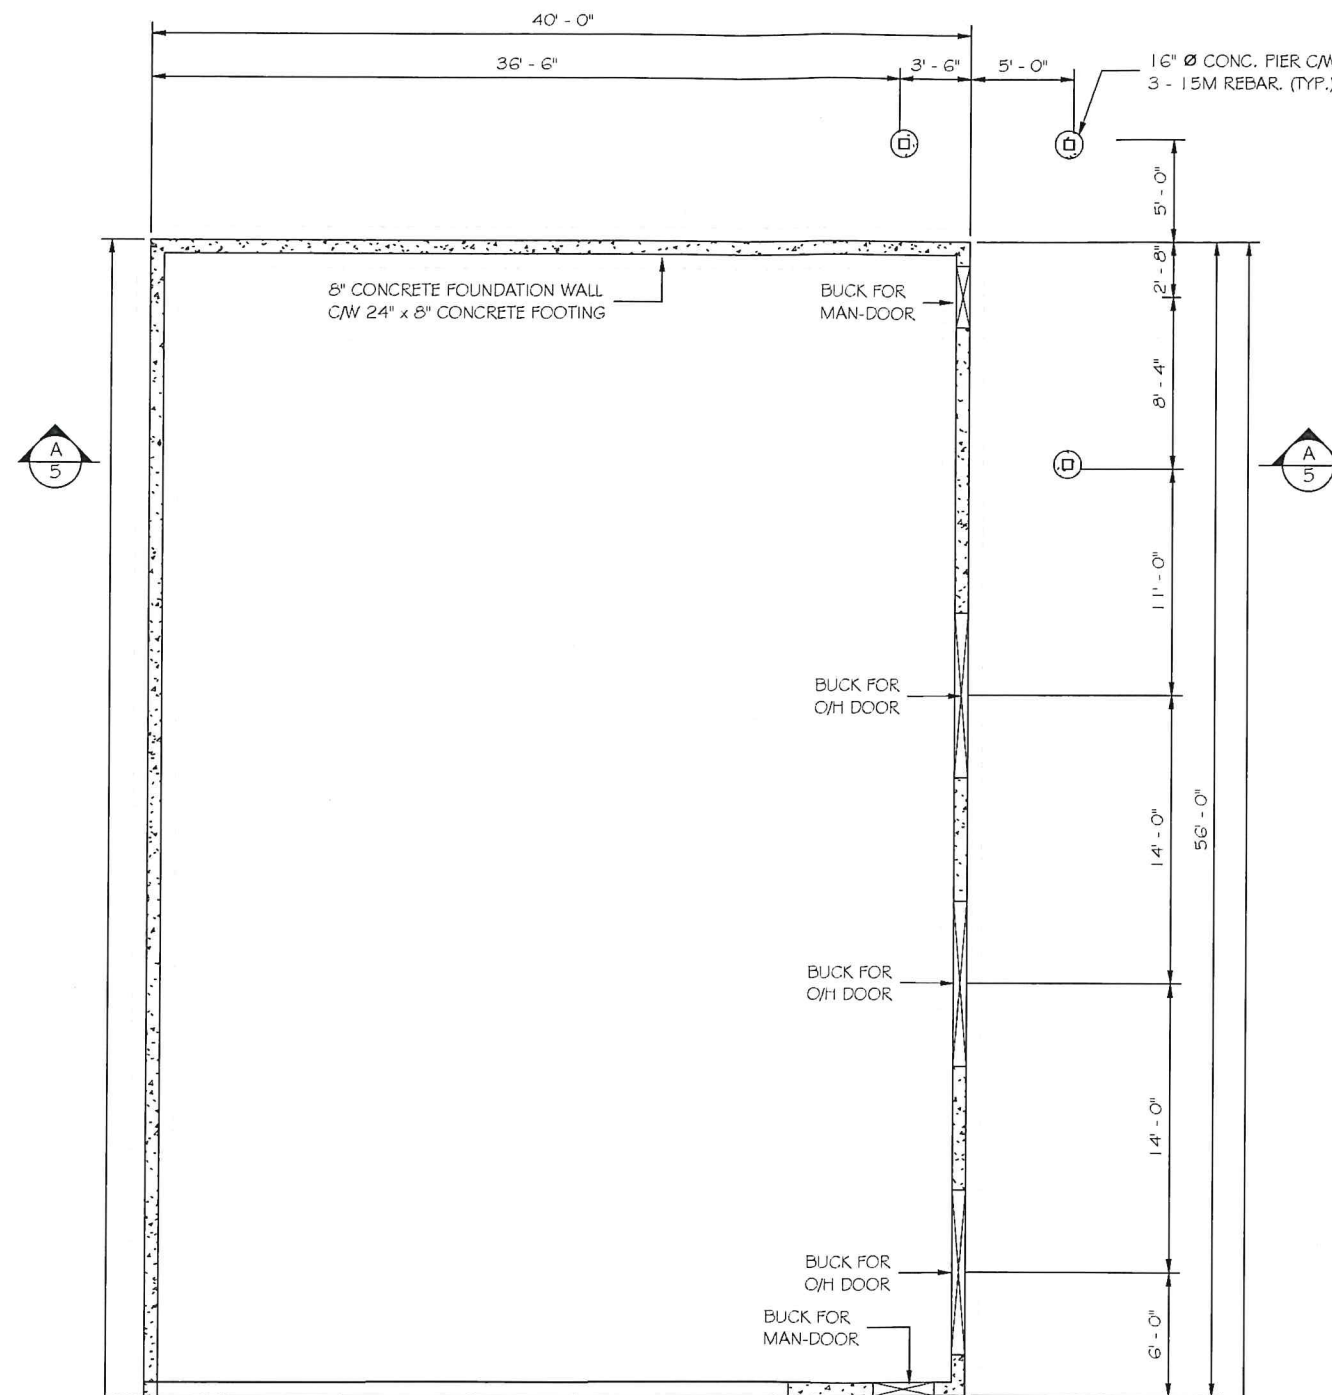 40' - 0"
36' - 6"
3' - 6"
5' - 0"
16" Ø CONC. PIER C/W
3 - 15M REBAR. (TYP.)
5' - 0"
2' - 8"
8" CONCRETE FOUNDATION WALL
C/W 24" x 8" CONCRETE FOOTING
BUCK FOR
MAN-DOOR
8' - 4"
A
5
A
5
11' - 0"
BUCK FOR
O/H DOOR
14' - 0"
56' - 0"
BUCK FOR
O/H DOOR
14' - 0"
BUCK FOR
O/H DOOR
BUCK FOR
MAN-DOOR
6' - 0"